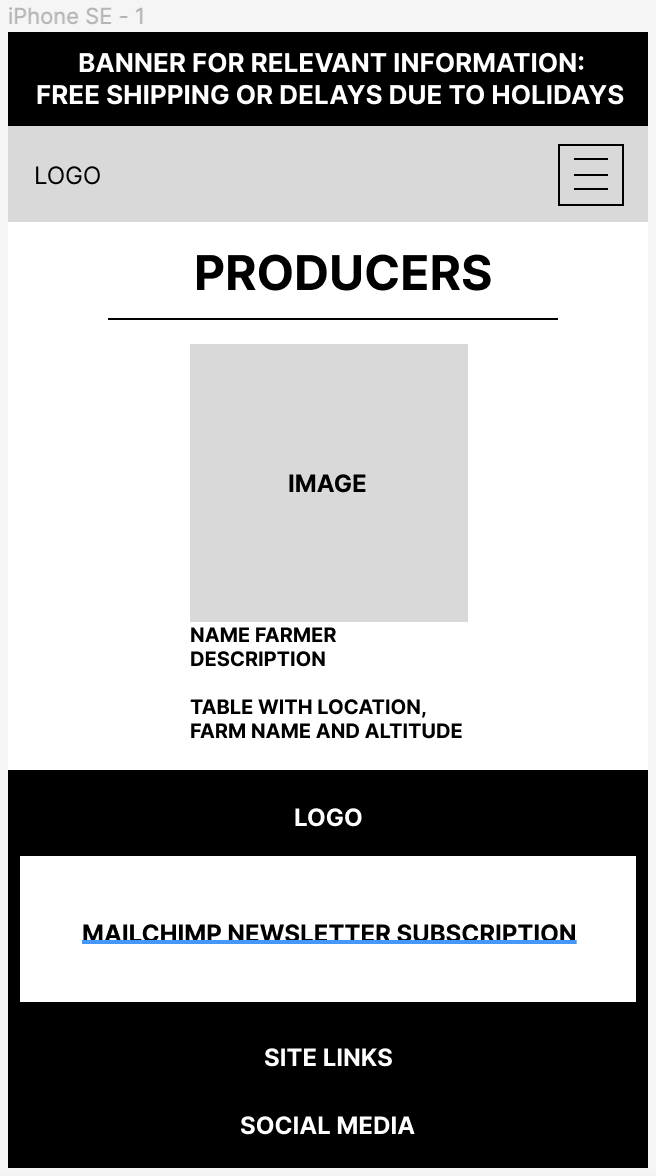 iPhone SE - 1
BANNER FOR RELEVANT INFORMATION:
FREE SHIPPING OR DELAYS DUE TO HOLIDAYS
LOGO
PRODUCERS
IMAGE
NAME FARMER
DESCRIPTION
TABLE WITH LOCATION,
FARM NAME AND ALTITUDE
LOGO
MAILCHIMP NEWSLETTER SUBSCRIPTION
SITE LINKS
SOCIAL MEDIA